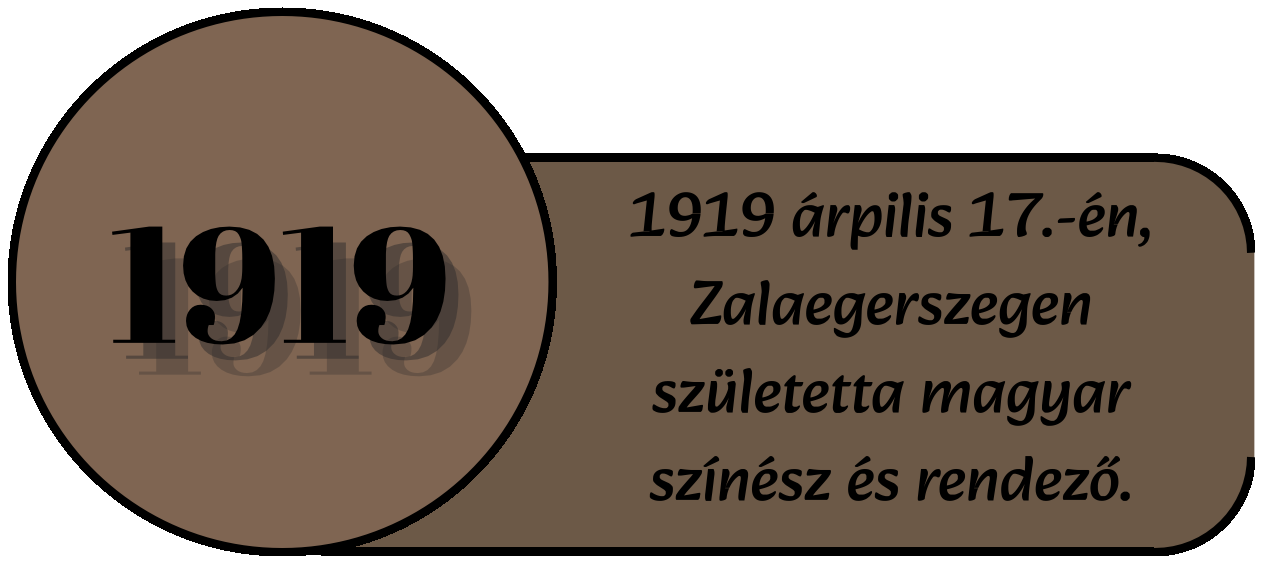 1919
1919 árpilis 17.-én,
Zalaegerszegen
születetta magyar
színész és rendező.